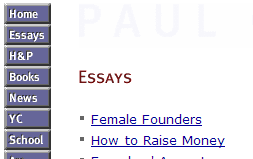 PAUL
Home
Essays
H&P
Books
News
YC
School
Essays
Female Founders
How to Raise Money